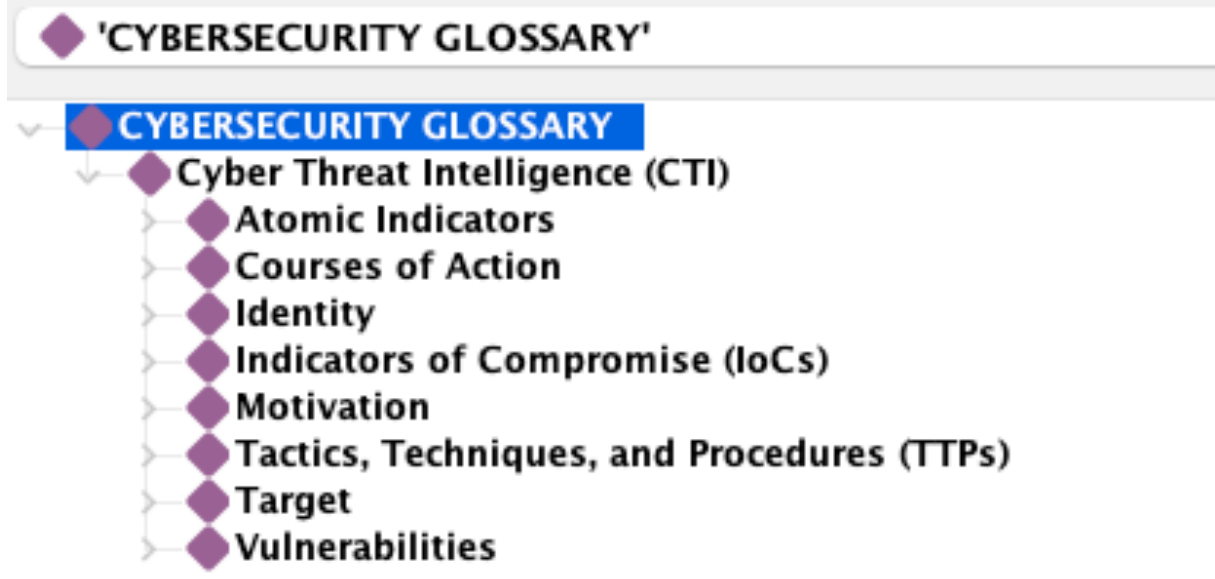 'CYBERSECURITY GLOSSARY'
CYBERSECURITY GLOSSARY
Cyber Threat Intelligence (CTI)
Atomic Indicators
Courses of Action
Identity
Indicators of Compromise (IoCs)
Motivation
Tactics, Techniques, and Procedures (TTPs)
Target
Vulnerabilities